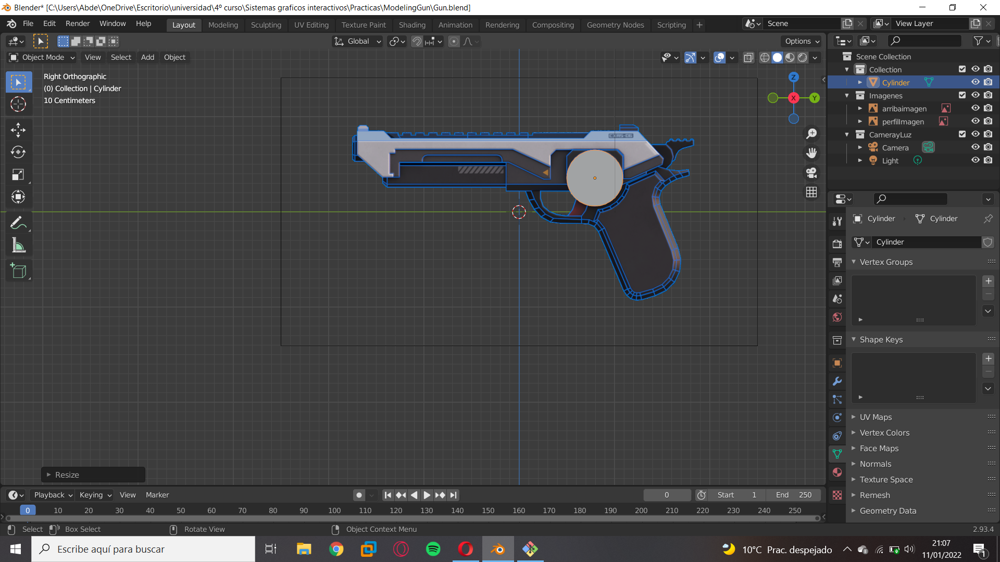 Blender* [C:\Users\Abde\OneDrive\Escritorio\universidad\4º curso\Sistemas graficos interactivos\Practicas\ModelingGun\Gun.blend]
File Edit Render Window Help
Layout Modeling Sculpting UV Editing Texture Paint Shading Animation Rendering Compositing Geometry Nodes Scripting +
Scene
View Layer
Global
Options
Object Mode View Select Add Object
Right Orthographic
(0) Collection | Cylinder
10 Centimeters
Z
X
Y
CXAS-06
Scene Collection
Collection
Cylinder
Imagenes
arribaimagen
perfilImagen
CamerayLuz
Camera
Light
Cylinder Cylinder
Cylinder
Vertex Groups
Shape Keys
UV Maps
Vertex Colors
Face Maps
Normals
Texture Space
Remesh
Geometry Data
Resize
Playback Keying View Marker
0 Start 1 End 250
0 10 20 30 40 50 60 70 80 90 100 110 120 130 140 150 160 170 180 190 200 210 220 230 240 250
Select Box Select Rotate View Object Context Menu 2.93.4
Escribe aquí para buscar
10°C Prac. despejado
21:07
11/01/2022
1